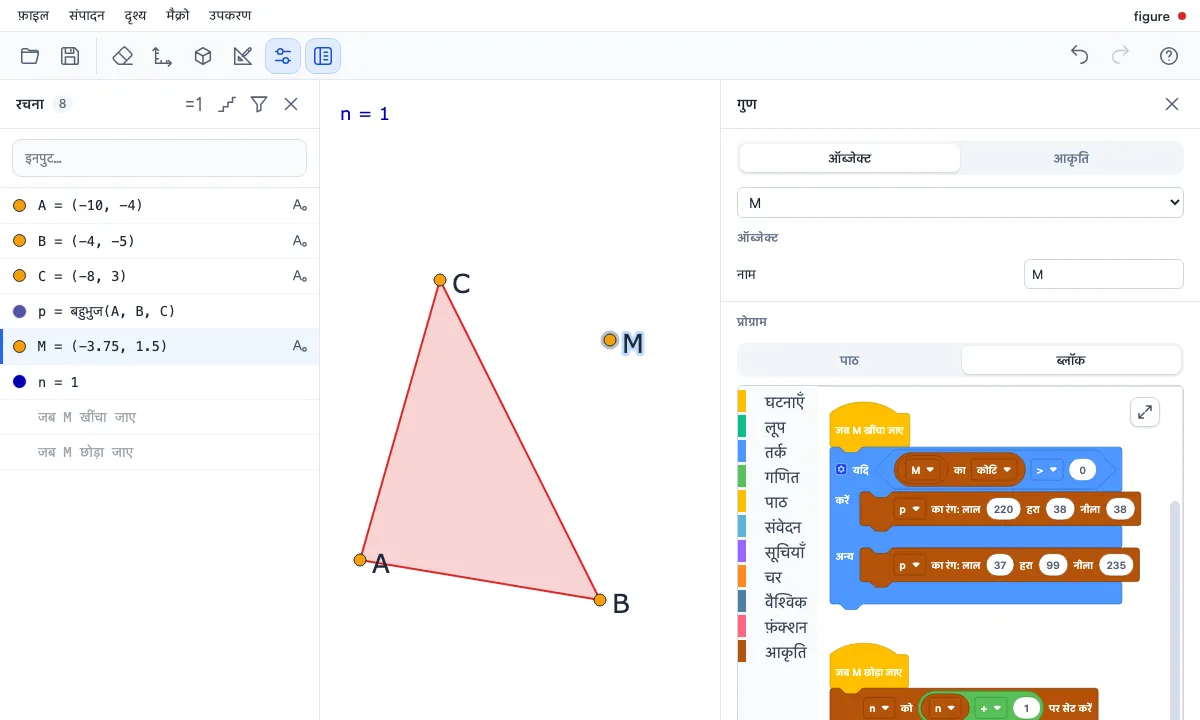 फ़ाइल संपादन दृश्य मैक्रो उपकरण
figure
रचना 8
=1
इनपुट…
A = (−10, −4)
B = (−4, −5)
C = (−8, 3)
p = बहुभुज(A, B, C)
M = (−3.75, 1.5)
n = 1
जब M खींचा जाए
जब M छोड़ा जाए
n = 1
C
M
A
B
गुण
ऑब्जेक्ट आकृति
M
ऑब्जेक्ट
नाम M
प्रोग्राम
पाठ ब्लॉक
घटनाएँ
लूप
तर्क
गणित
पाठ
संवेदन
सूचियाँ
चर
वैश्विक
फ़ंक्शन
आकृति
जब M खींचा जाए
यदि M का कोटि > 0
करें p का रंग: लाल 220 हरा 38 नीला 38
अन्य p का रंग: लाल 37 हरा 99 नीला 235
जब M छोड़ा जाए
n को n + 1 पर सेट करें